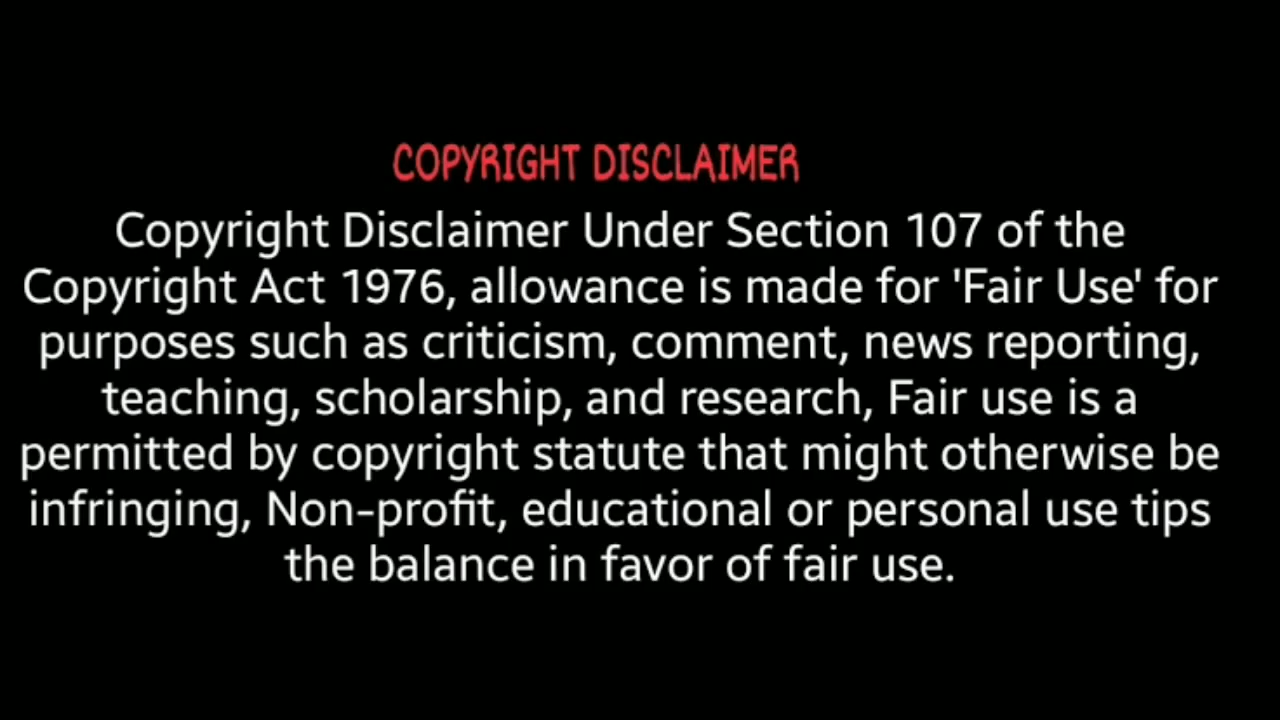 COPYRIGHT DISCLAIMER
Copyright Disclaimer Under Section 107 of the
Copyright Act 1976, allowance is made for 'Fair Use' for
purposes such as criticism, comment, news reporting,
teaching, scholarship, and research, Fair use is a
permitted by copyright statute that might otherwise be
infringing, Non-profit, educational or personal use tips
the balance in favor of fair use.